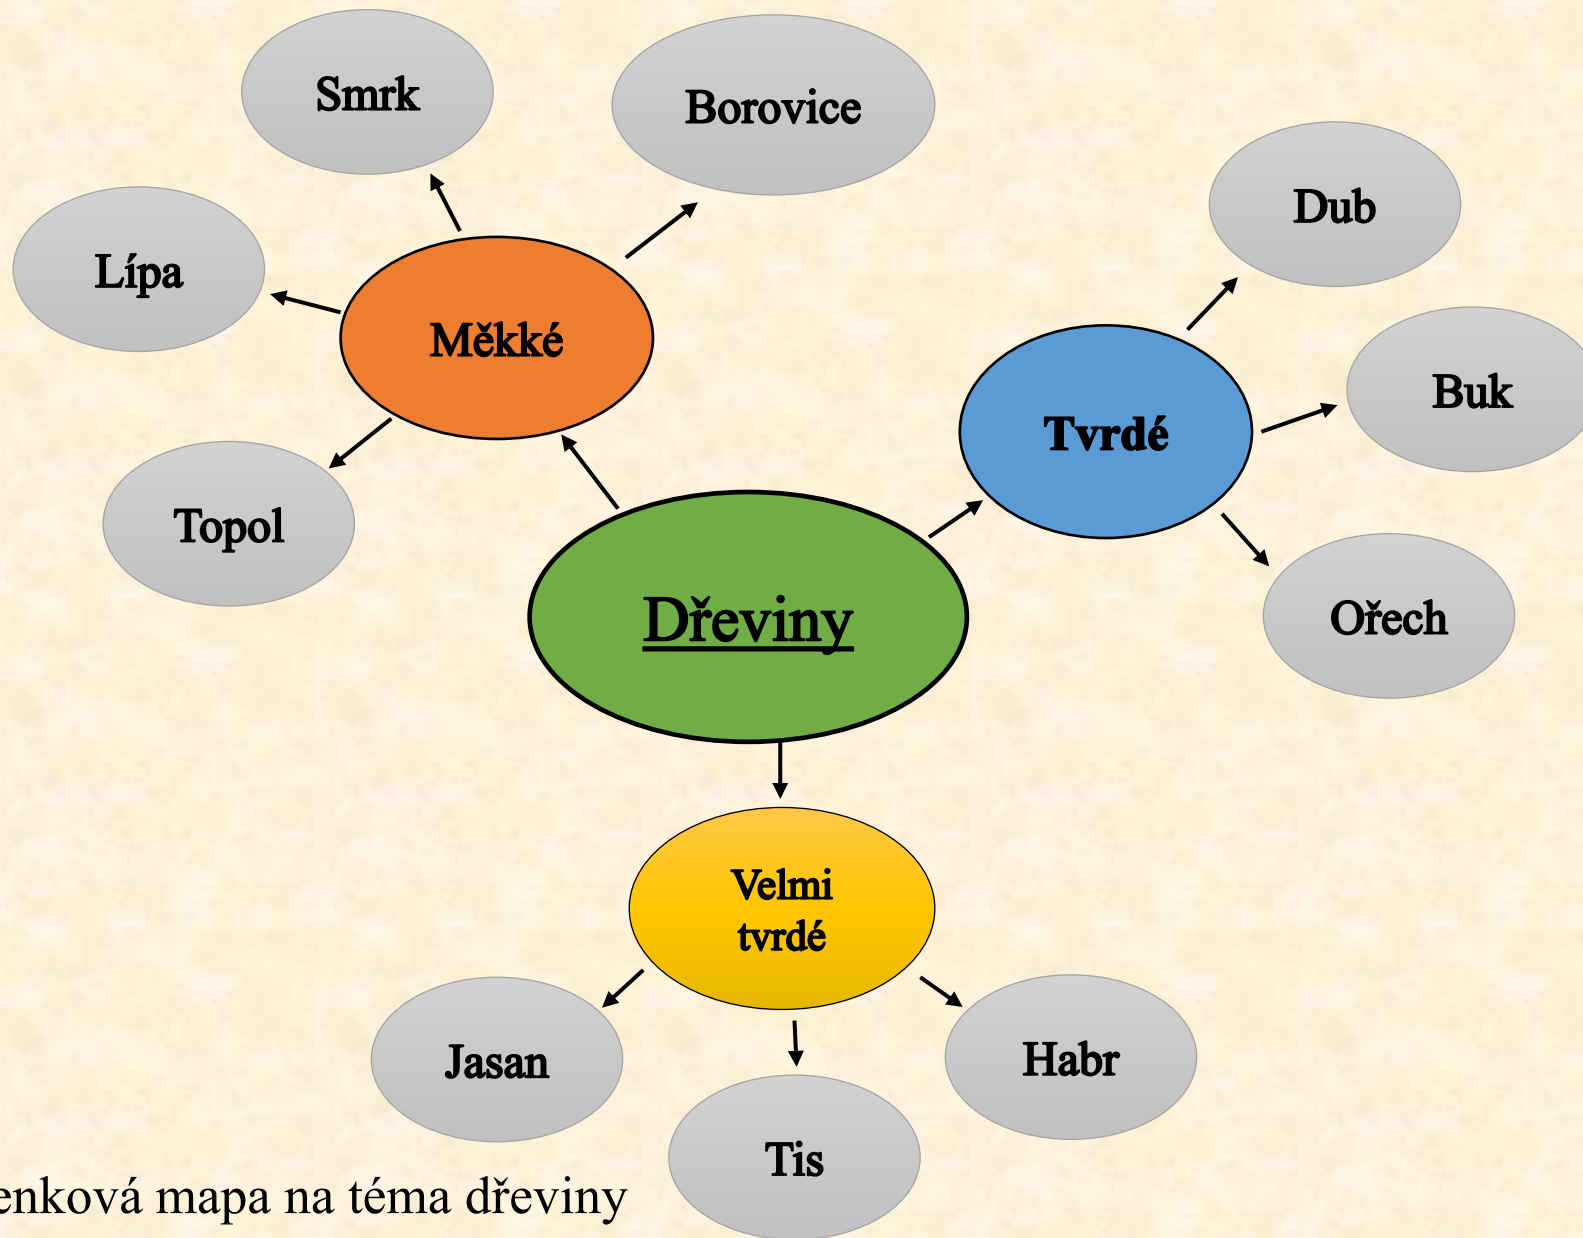 Smrk
Borovice
Dub
Lípa
Měkké
Buk
Tvrdé
Topol
Dřeviny
Ořech
Velmi
tvrdé
Jasan
Habr
Tis
mapa na téma dřeviny